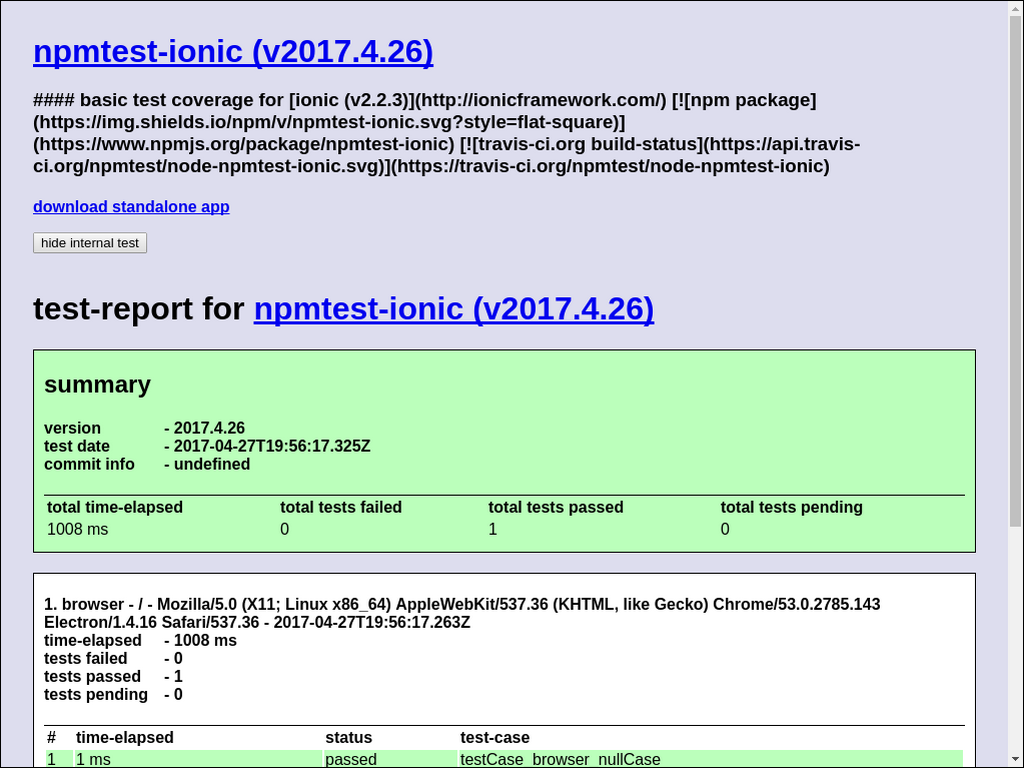 npmtest-ionic (v2017.4.26)
#### basic test coverage for [ionic (v2.2.3)](http://ionicframework.com/) [![npm package]
(https://img.shields.io/npm/v/npmtest-ionic.svg?style=flat-square)]
(https://www.npmjs.org/package/npmtest-ionic) [![travis-ci.org build-status](https://api.travis-
ci.org/npmtest/node-npmtest-ionic.svg)](https://travis-ci.org/npmtest/node-npmtest-ionic)
download standalone app
hide internal test
test-report for npmtest-ionic (v2017.4.26)
summary
version - 2017.4.26
test date - 2017-04-27T19:56:17.325Z
commit info - undefined
total time-elapsed total tests failed total tests passed total tests pending
1008 ms 0 1 0
1. browser - / - Mozilla/5.0 (X11; Linux x86_64) AppleWebKit/537.36 (KHTML, like Gecko) Chrome/53.0.2785.143
Electron/1.4.16 Safari/537.36 - 2017-04-27T19:56:17.263Z
time-elapsed - 1008 ms
tests failed - 0
tests passed - 1
tests pending - 0
# time-elapsed status test-case
1 1 ms passed testCase_browser_nullCase